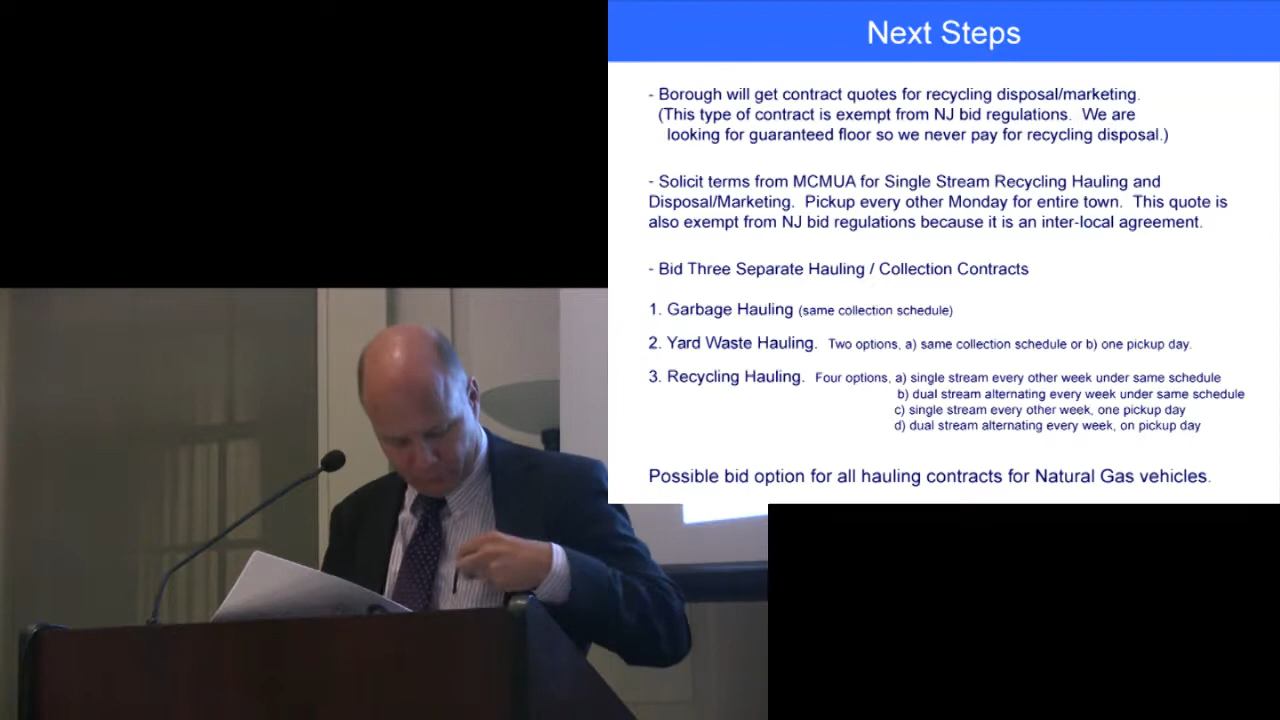 Next Steps
- Borough will get contract quotes for recycling disposal/marketing.
(This type of contract is exempt from NJ bid regulations. We are
looking for guaranteed floor so we never pay for recycling disposal.)
- Solicit terms from MCMUA for Single Stream Recycling Hauling and
Disposal/Marketing. Pickup every other Monday for entire town. This quote is
also exempt from NJ bid regulations because it is an inter-local agreement.
- Bid Three Separate Hauling / Collection Contracts
1. Garbage Hauling (same collection schedule)
2. Yard Waste Hauling. Two options, a) same collection schedule or b) one pickup day.
3. Recycling Hauling. Four options, a) single stream every other week under same schedule
b) dual stream alternating every week under same schedule
c) single stream every other week, one pickup day
d) dual stream alternating every week, on pickup day
Possible bid option for all hauling contracts for Natural Gas vehicles.